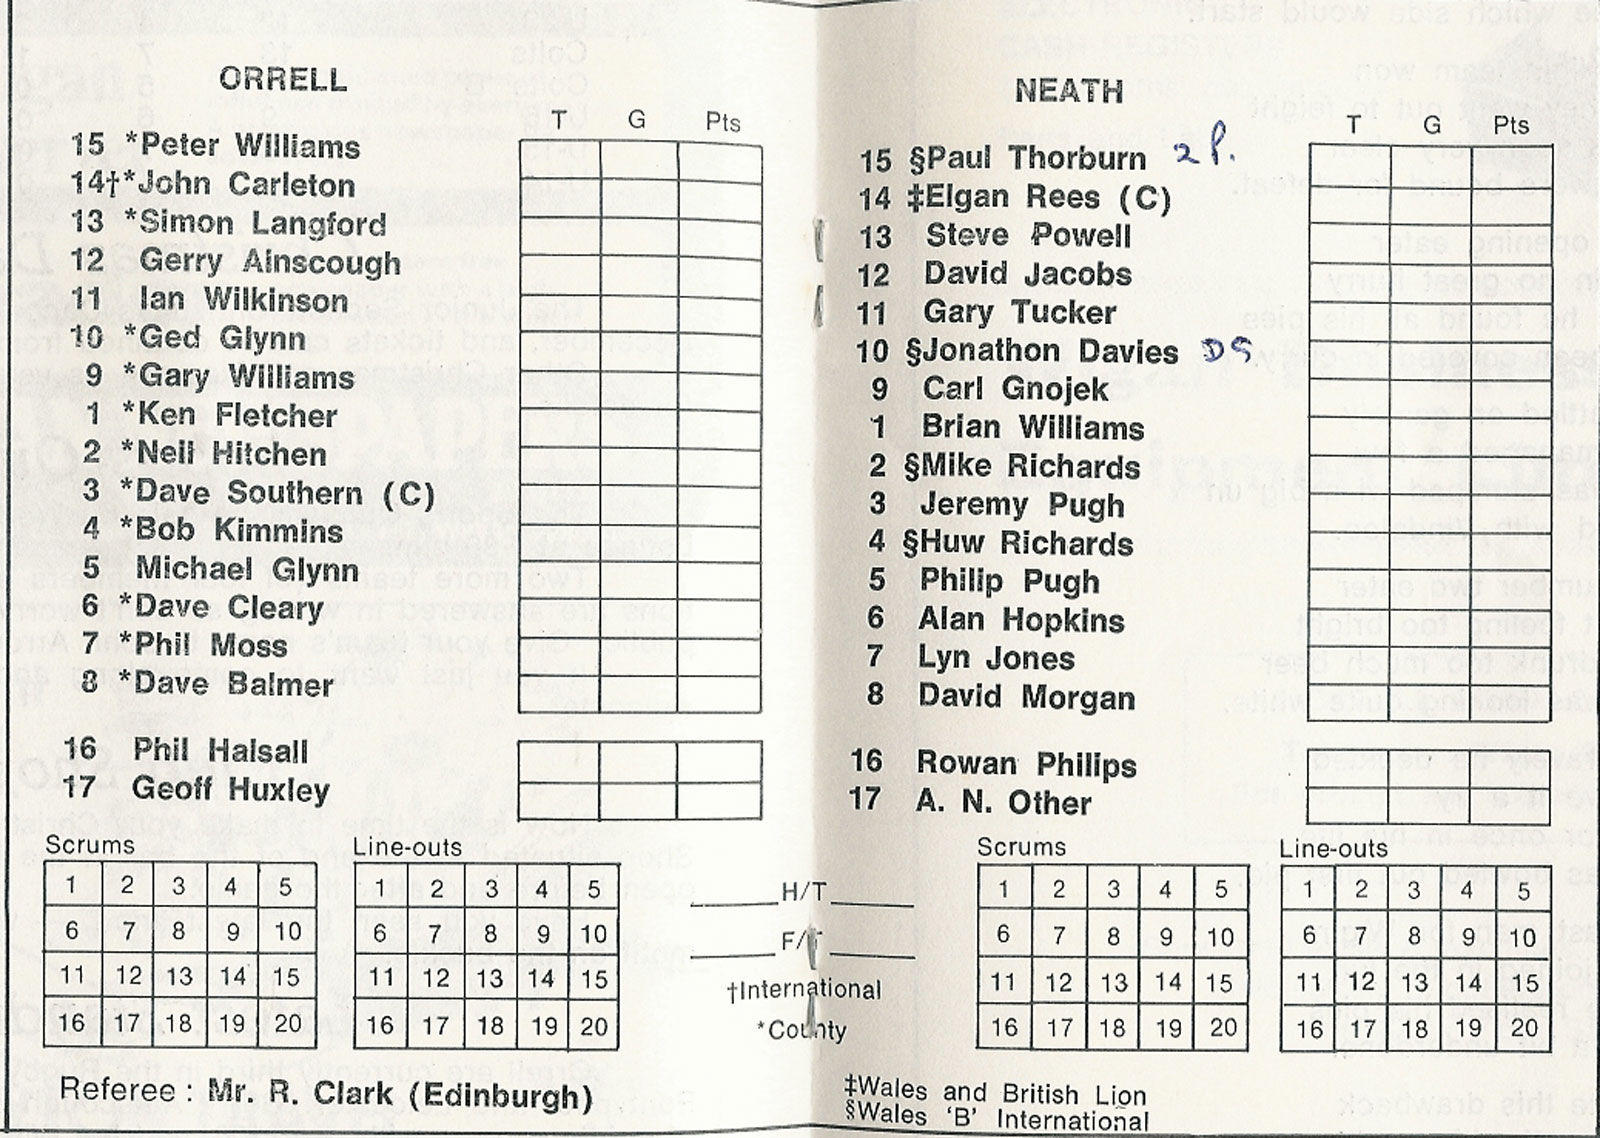 ORRELL
T G Pts
15 *Peter Williams
14†*John Carleton
13 *Simon Langford
12 Gerry Ainscough
11 Ian Wilkinson
10 *Ged Glynn
9 *Gary Williams
1 *Ken Fletcher
2 *Neil Hitchen
3 *Dave Southern (C)
4 *Bob Kimmins
5 Michael Glynn
6 *Dave Cleary
7 *Phil Moss
8 *Dave Balmer
16 Phil Halsall
17 Geoff Huxley
Scrums
1 2 3 4 5
6 7 8 9 10
11 12 13 14 15
16 17 18 19 20
Line-outs
1 2 3 4 5
6 7 8 9 10
11 12 13 14 15
16 17 18 19 20
Referee : Mr. R. Clark (Edinburgh)
H/T
F/T
†International
*County
NEATH
T G Pts
15 §Paul Thorburn 2P.
14 ‡Elgan Rees (C)
13 Steve Powell
12 David Jacobs
11 Gary Tucker
10 §Jonathon Davies DG
9 Carl Gnojek
1 Brian Williams
2 §Mike Richards
3 Jeremy Pugh
4 §Huw Richards
5 Philip Pugh
6 Alan Hopkins
7 Lyn Jones
8 David Morgan
16 Rowan Philips
17 A. N. Other
Scrums
1 2 3 4 5
6 7 8 9 10
11 12 13 14 15
16 17 18 19 20
Line-outs
1 2 3 4 5
6 7 8 9 10
11 12 13 14 15
16 17 18 19 20
‡Wales and British Lion
§Wales ‘B’ International